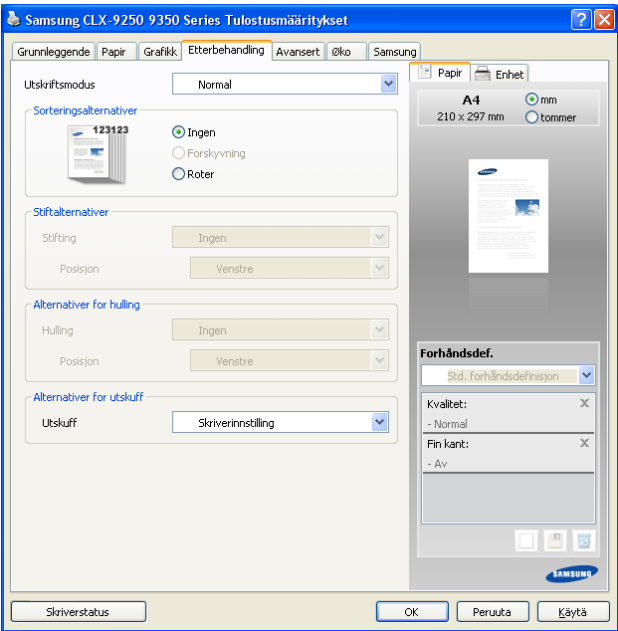 Samsung CLX-9250 9350 Series Tulostusmääritykset
Grunnleggende Papir Grafikk Etterbehandling Avansert Øko Samsung
Utskriftsmodus Normal
Sorteringsalternativer
123123
Ingen
Forskyvning
Roter
Stiftalternativer
Stifting Ingen
Posisjon Venstre
Alternativer for hulling
Hulling Ingen
Posisjon Venstre
Alternativer for utskuff
Utskuff Skriverinnstilling
Papir Enhet
A4
210 x 297 mm
mm
tommer
Forhåndsdef.
Std. forhåndsdefinisjon
Kvalitet:
- Normal
Fin kant:
- Av
SAMSUNG
Skriverstatus OK Peruuta Käytä